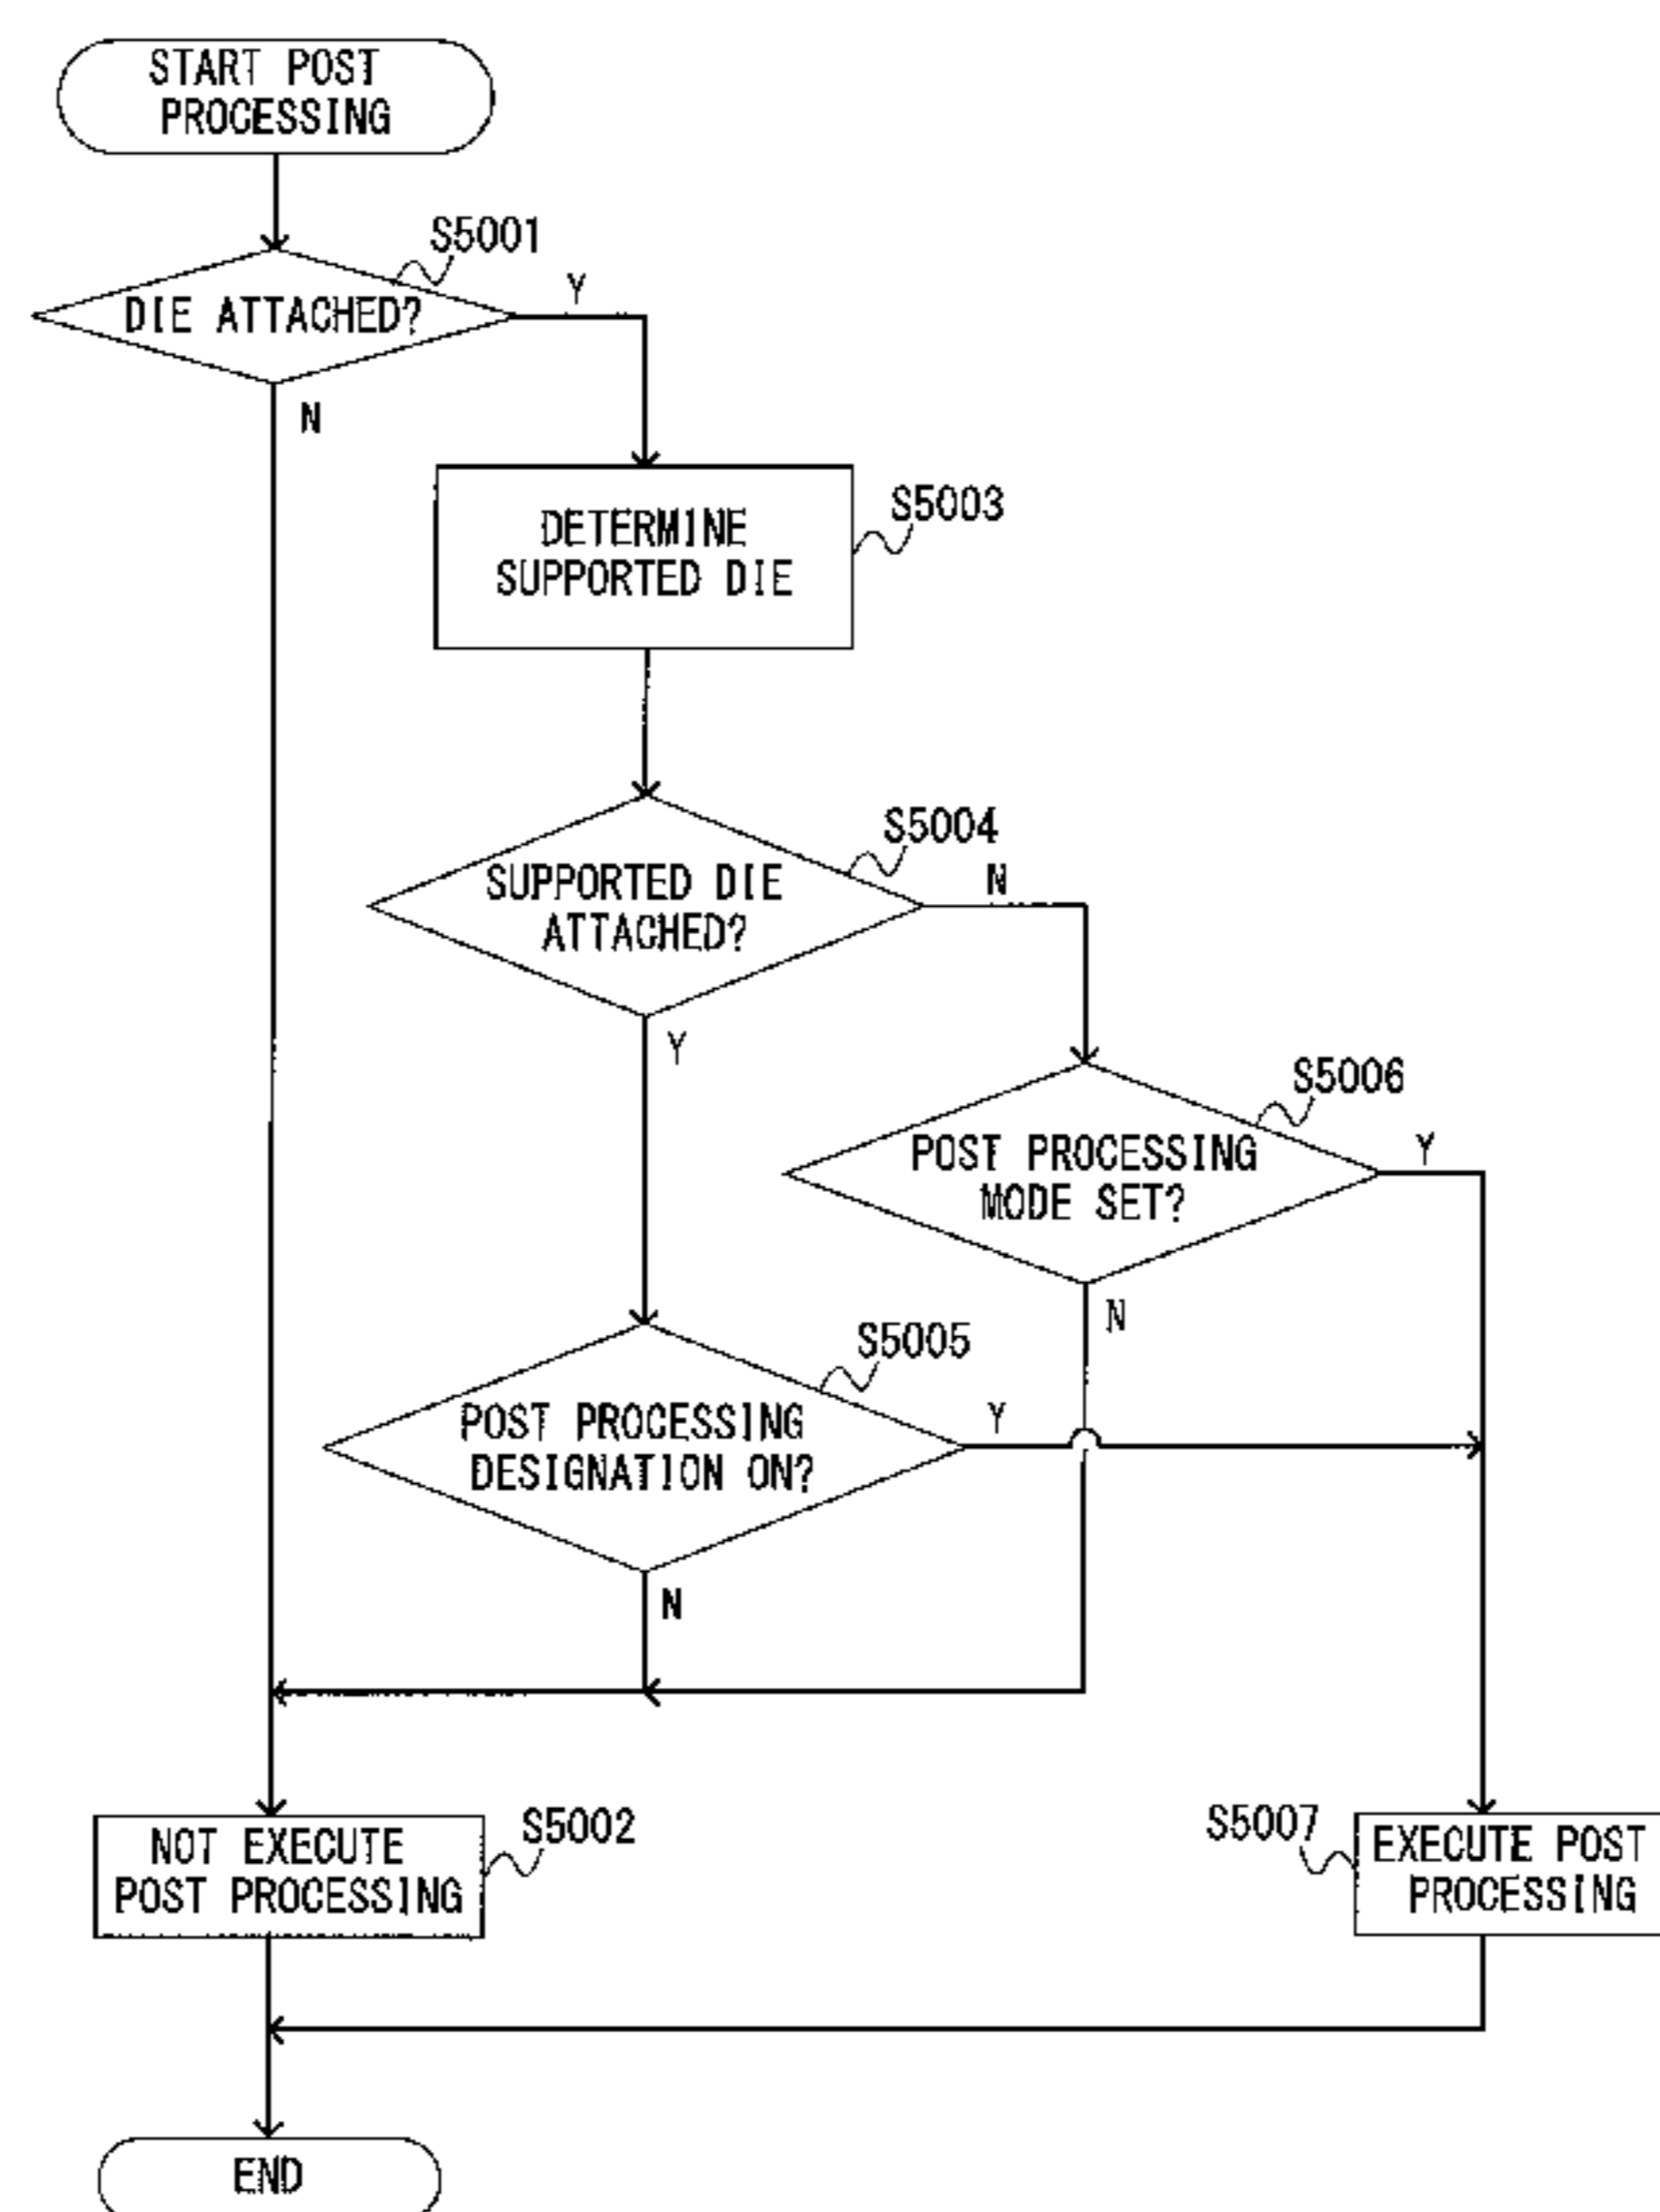 START POST
PROCESSING
S5001
DIE ATTACHED?
Y
N
DETERMINE
SUPPORTED DIE
S5003
S5004
SUPPORTED DIE
ATTACHED?
N
Y
S5006
POST PROCESSING
MODE SET?
Y
N
S5005
POST PROCESSING
DESIGNATION ON?
Y
N
NOT EXECUTE
POST PROCESSING
S5002
S5007
EXECUTE POST
PROCESSING
END